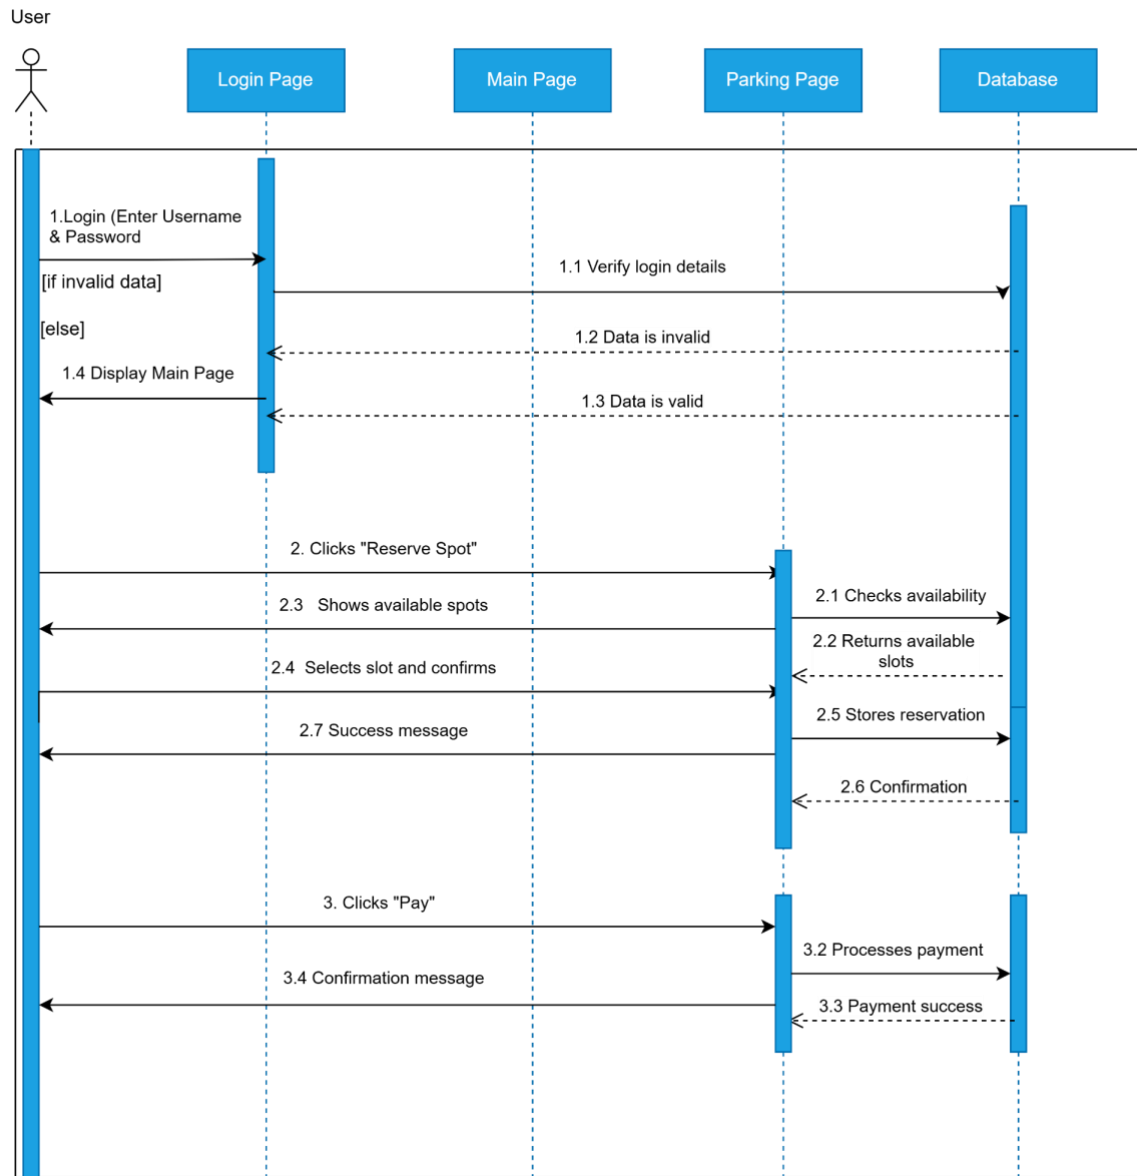 User
Login Page
Main Page
Parking Page
Database
1.Login (Enter Username
& Password
[if invalid data]
1.1 Verify login details
[else]
1.2 Data is invalid
1.4 Display Main Page
1.3 Data is valid
2. Clicks "Reserve Spot"
2.1 Checks availability
2.3 Shows available spots
2.2 Returns available
slots
2.4 Selects slot and confirms
2.5 Stores reservation
2.7 Success message
2.6 Confirmation
3. Clicks "Pay"
3.2 Processes payment
3.4 Confirmation message
3.3 Payment success